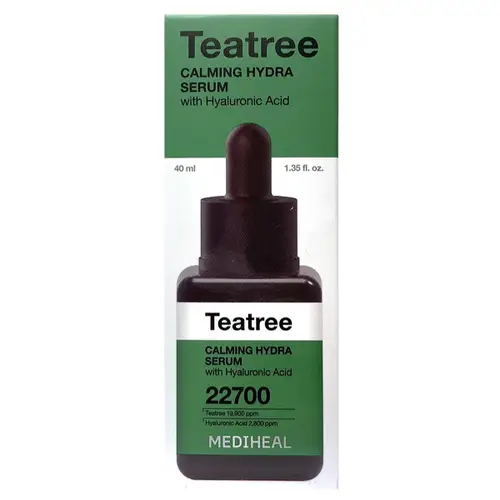 Teatree
CALMING HYDRA
SERUM
with Hyaluronic Acid
40 ml
1.35 fl. oz.
Teatree
CALMING HYDRA
SERUM
with Hyaluronic Acid
22700
Teatree 19,900 ppm
Hyaluronic Acid 2,800 ppm
MEDIHEAL